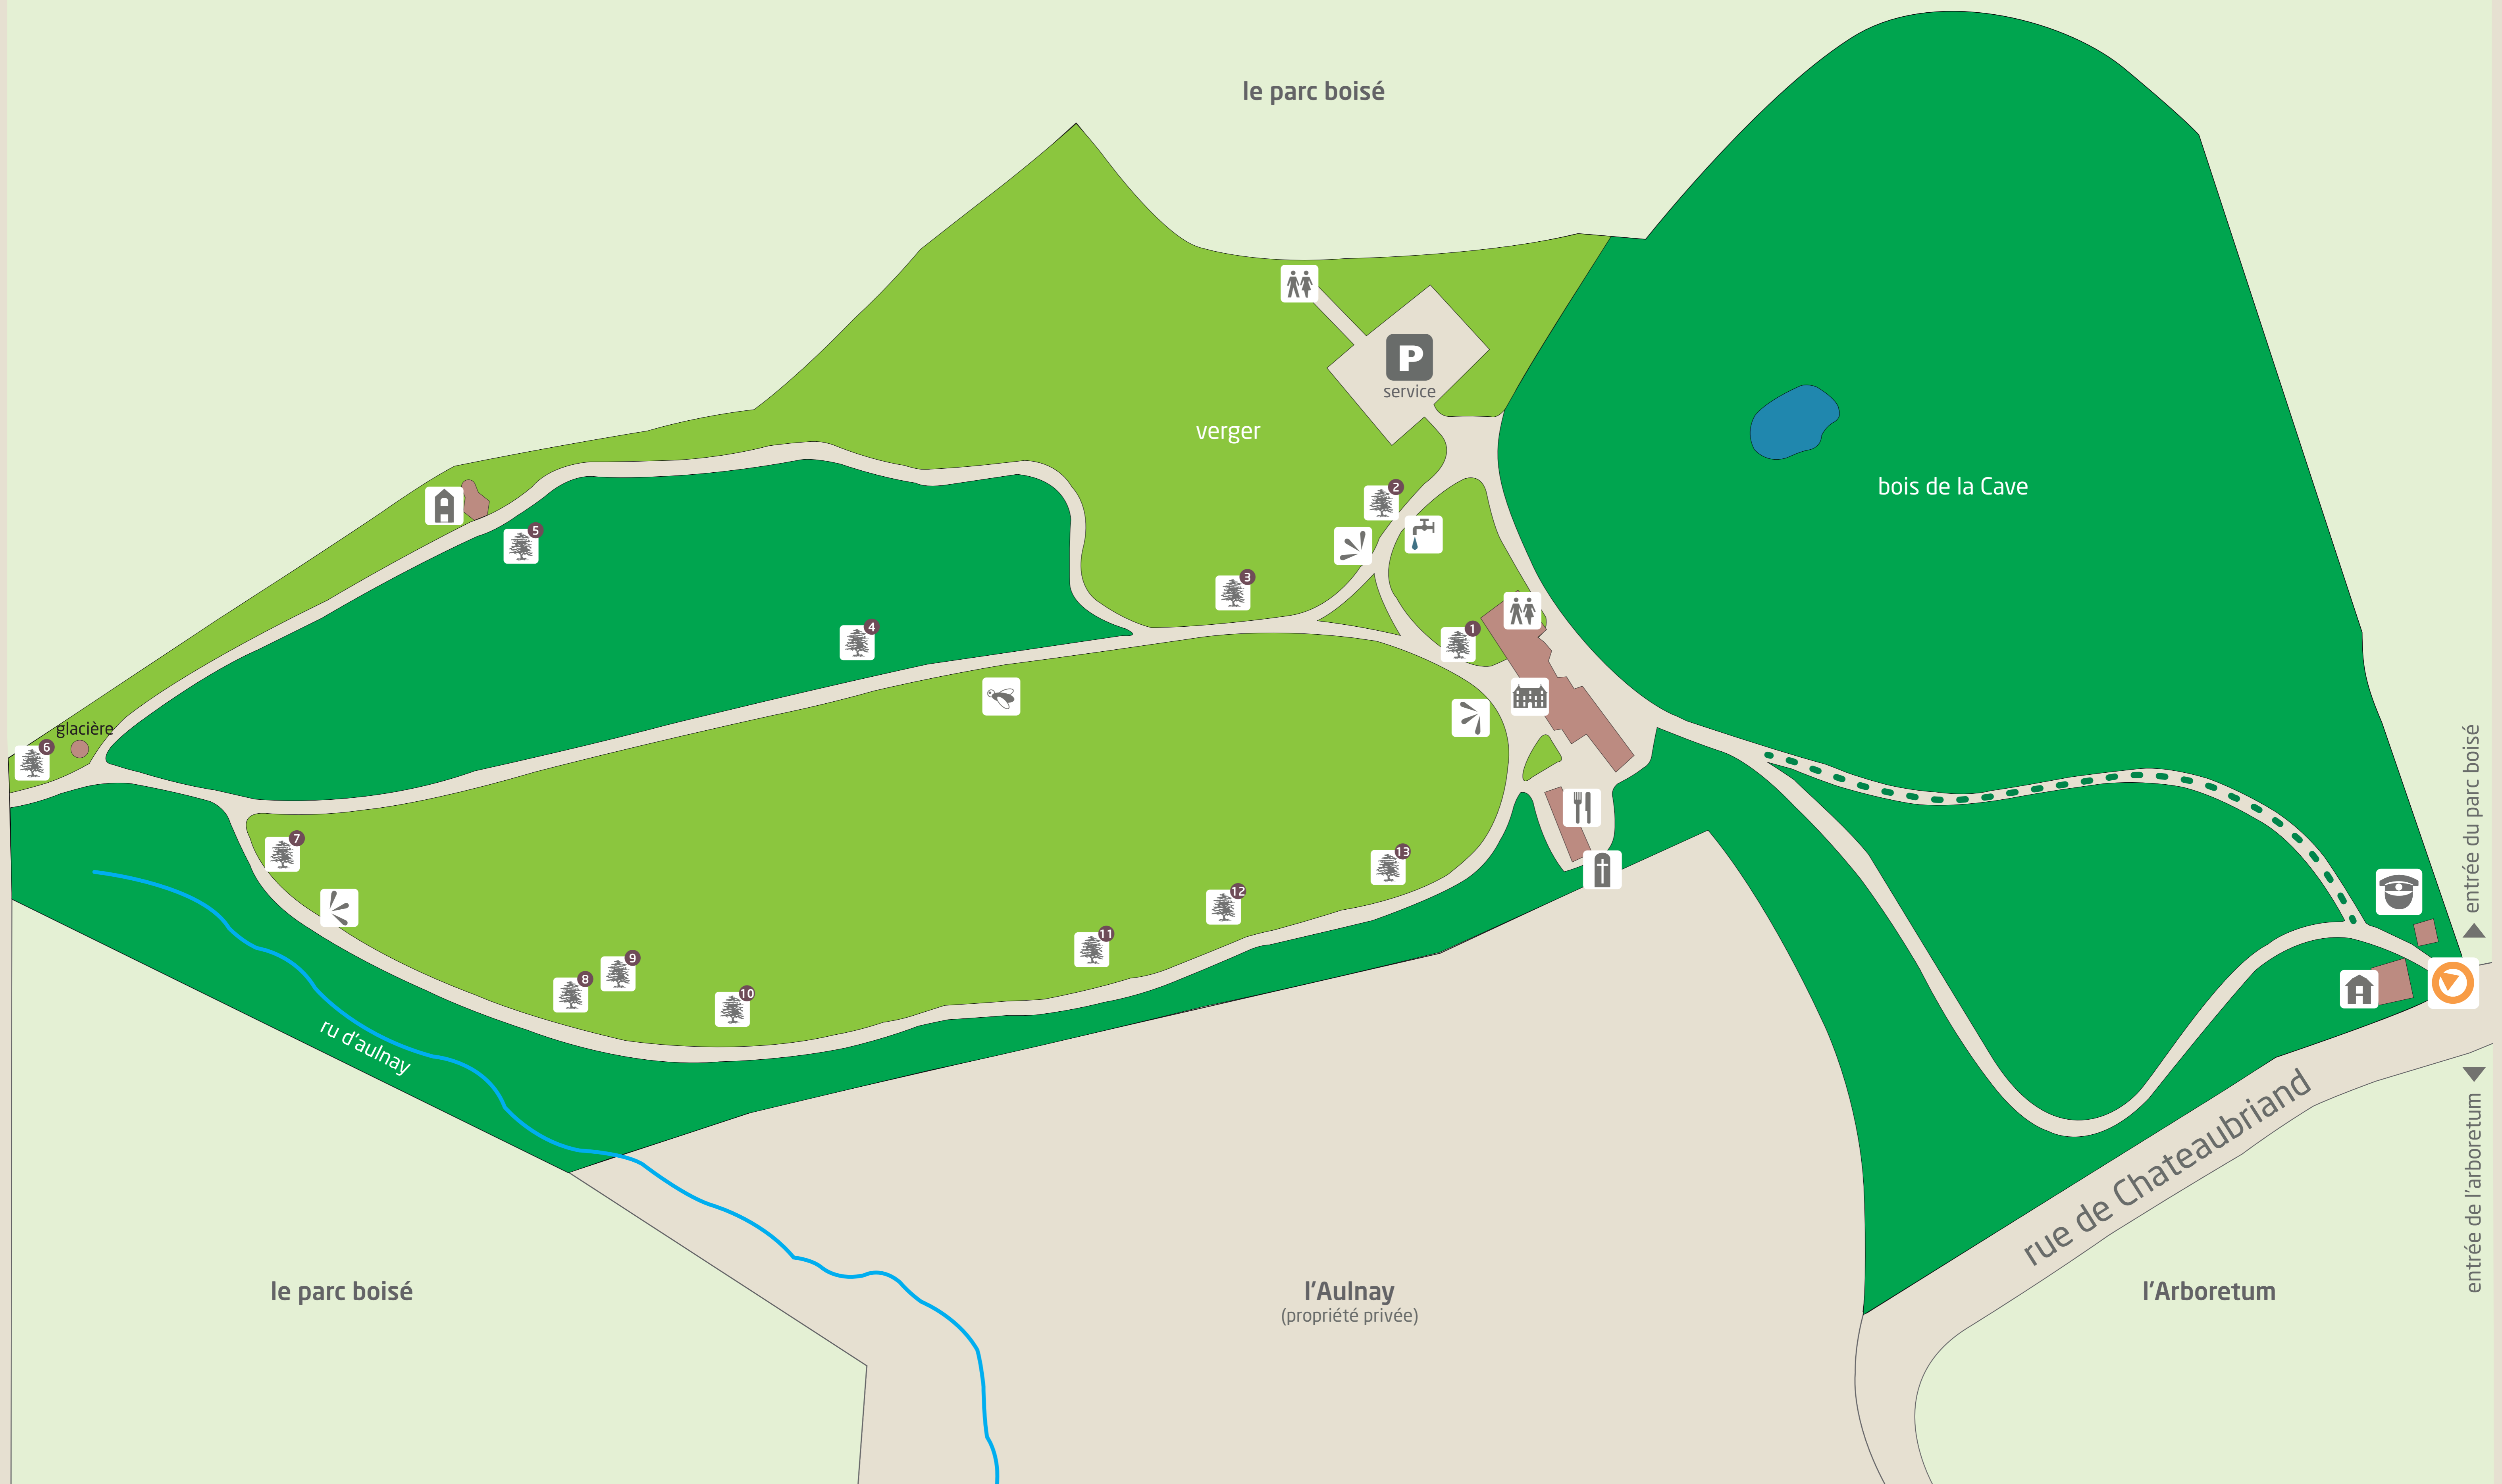 le parc boisé
P
service
verger
bois de la Cave
2
5
3
4
1
glacière
6
entrée du parc boisé
7
13
12
11
9
8
10
ru d'aulnay
rue de Chateaubriand
entrée de l'arboretum
le parc boisé
l'Aulnay
(propriété privée)
l'Arboretum